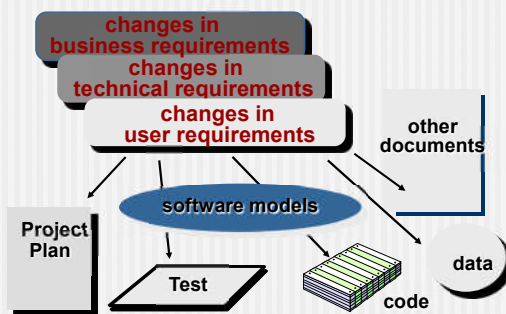 changes in
business requirements
changes in
technical requirements
changes in
user requirements
other
documents
software models
Project
Plan
Test
code
data